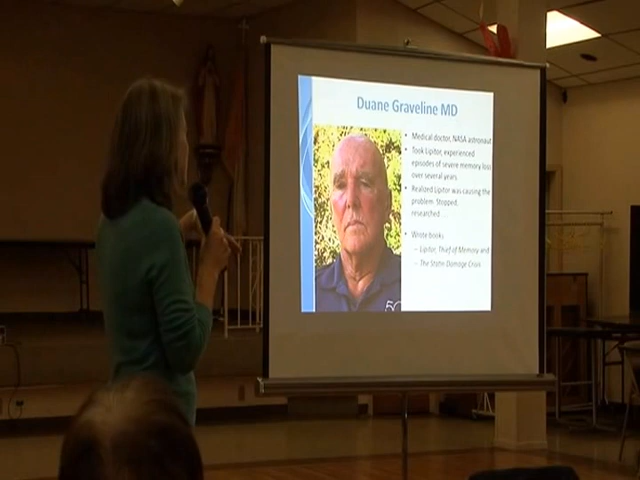 Duane Graveline MD
• Medical doctor, NASA astronaut
• Took Lipitor, experienced
episodes of severe memory loss
over several years
• Realized Lipitor was causing the
problem. Stopped,
researched...
• Wrote books
– Lipitor: Thief of Memory and
– The Statin Damage Crisis